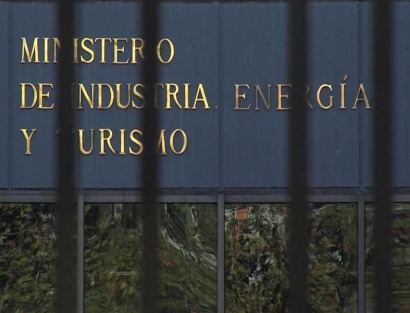 MINISTERIO
DE INDUSTRIA, ENERGÍA
Y TURISMO